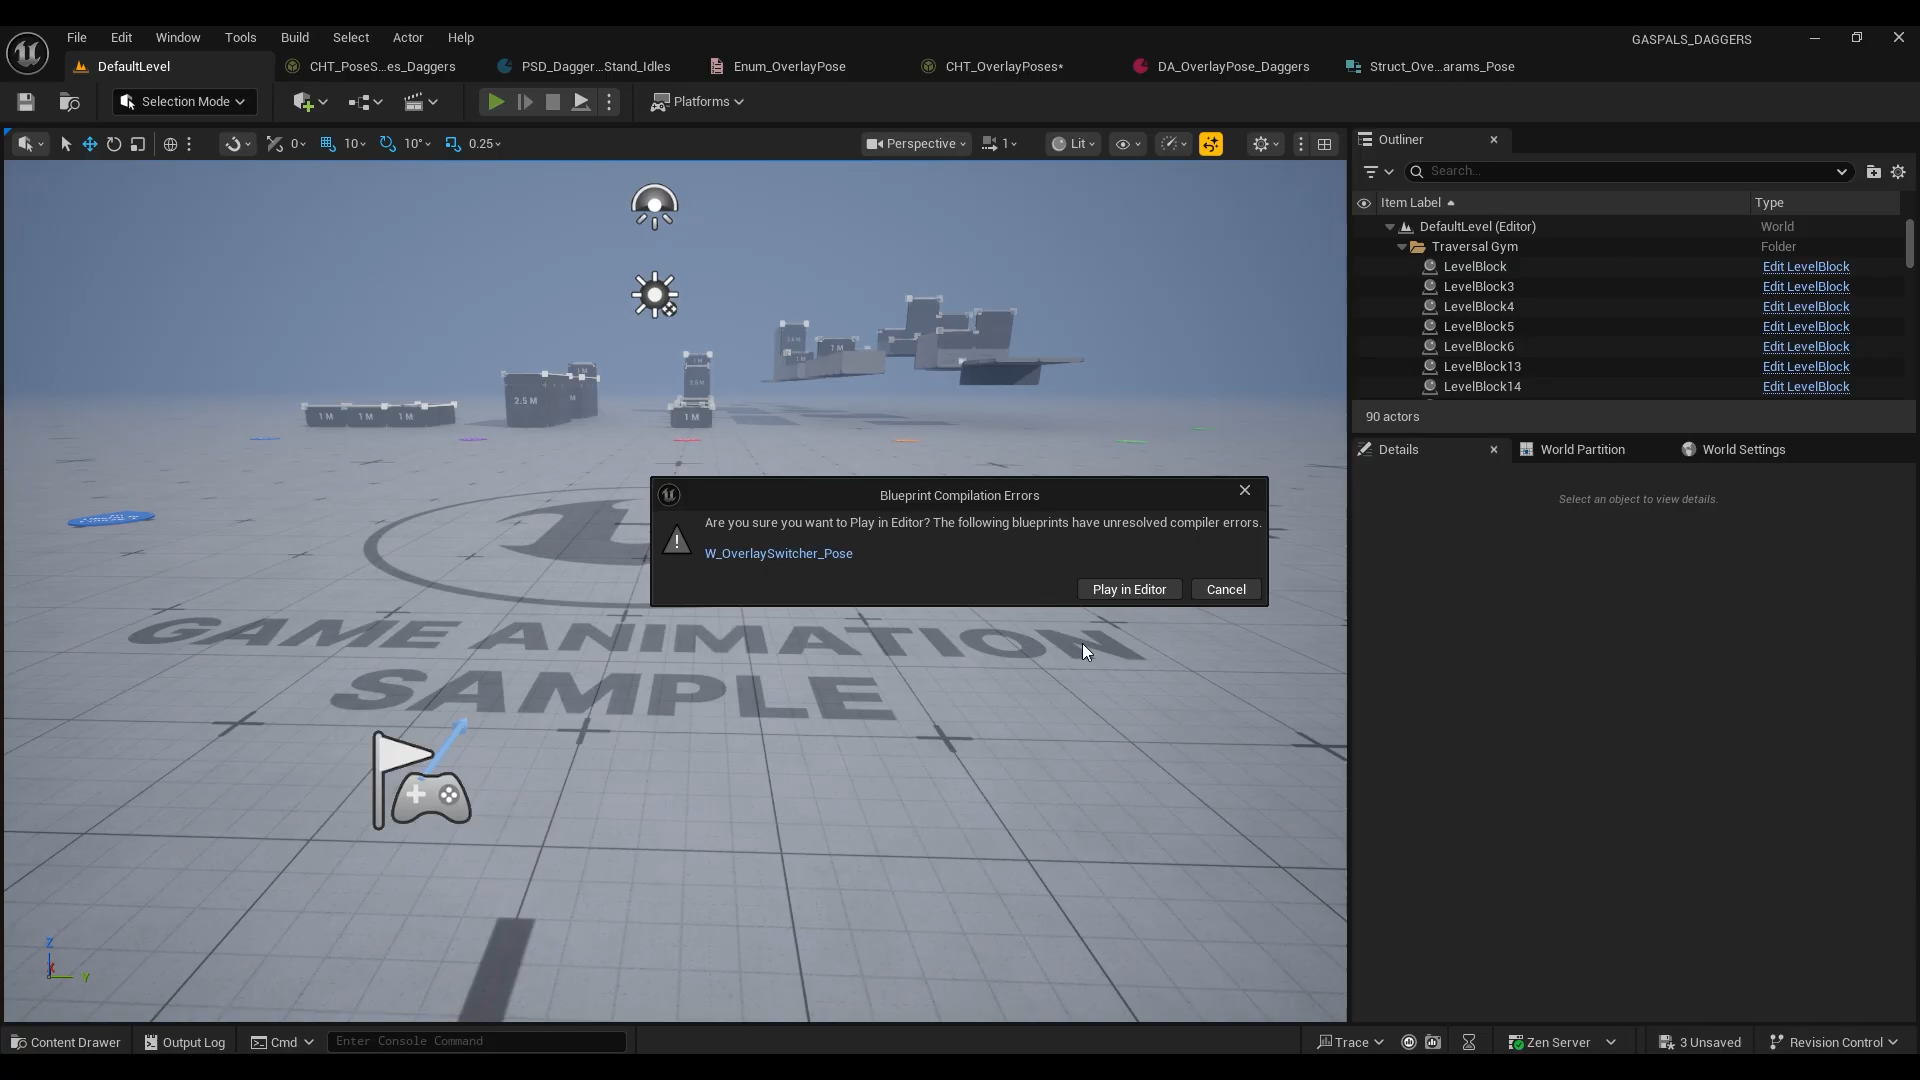 File Edit Window Tools Build Select Actor Help
GASPALS_DAGGERS
DefaultLevel
CHT_PoseS...es_Daggers
PSD_Dagger...Stand_Idles
Enum_OverlayPose
CHT_OverlayPoses*
DA_OverlayPose_Daggers
Struct_Ove...arams_Pose
Selection Mode
Platforms
0
10
10°
0.25
Perspective
1
Lit
Outliner
Search...
Item Label Type
DefaultLevel (Editor) World
Traversal Gym Folder
LevelBlock Edit LevelBlock
LevelBlock3 Edit LevelBlock
LevelBlock4 Edit LevelBlock
LevelBlock5 Edit LevelBlock
LevelBlock6 Edit LevelBlock
LevelBlock13 Edit LevelBlock
LevelBlock14 Edit LevelBlock
90 actors
Details
World Partition
World Settings
Select an object to view details.
1 M 1 M 1 M
2.5 M
M
1 M
1 M
Blueprint Compilation Errors
Are you sure you want to Play in Editor? The following blueprints have unresolved compiler errors.
W_OverlaySwitcher_Pose
Play in Editor Cancel
GAME ANIMATION
SAMPLE
Z
X
Y
Content Drawer
Output Log
Cmd
Enter Console Command
Trace
Zen Server
3 Unsaved
Revision Control